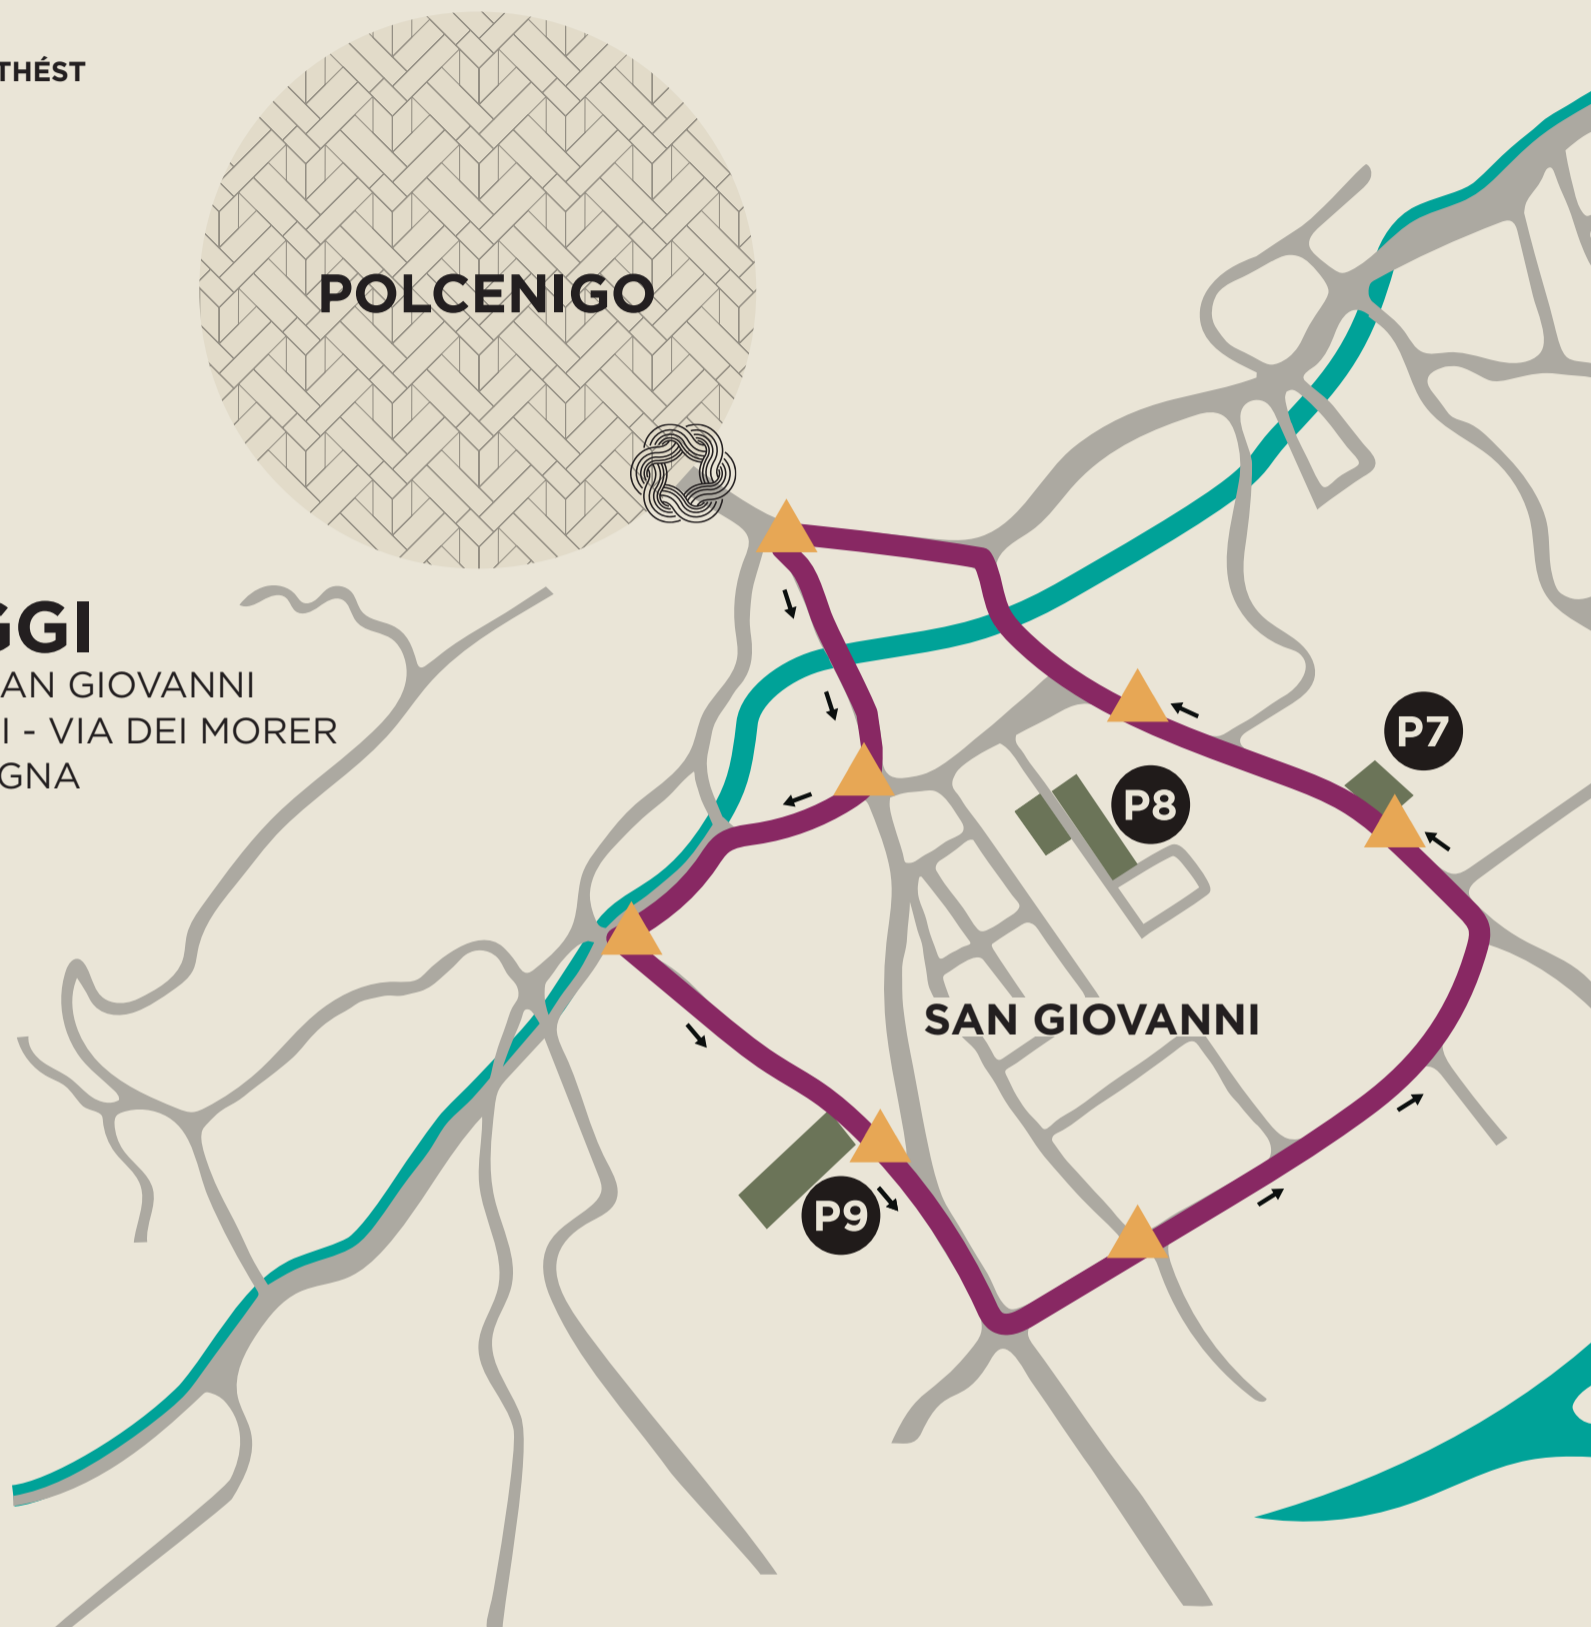 THÉST
POLCENIGO
GGI
AN GIOVANNI
I - VIA DEI MORER
GNA
P7
P8
SAN GIOVANNI
P9